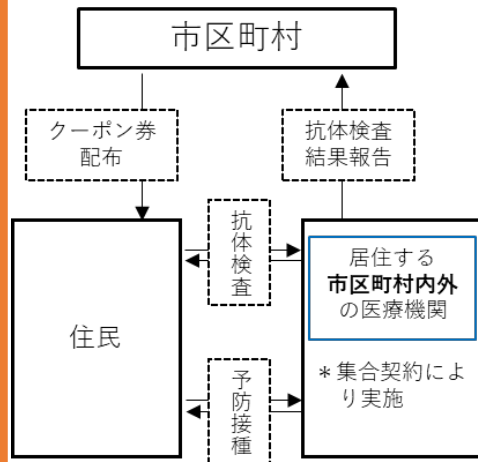 市区町村
クーポン券
配布
抗体検査
結果報告
抗体検査
住民
居住する
市区町村内外
の医療機関
＊集合契約によ
り実施
予防接種